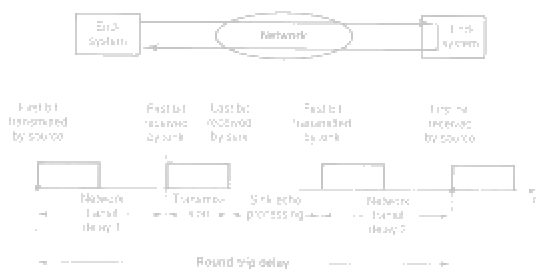 End-
system
Network
End-
system
First bit
transmitted
by source
First bit
received
by sink
Last bit
received
by sink
First bit
transmitted
by sink
First bit
received
by source
Network
transit
delay 1
Transmis-
sion
Sink echo
processing
Network
transit
delay 2
t
Round trip delay